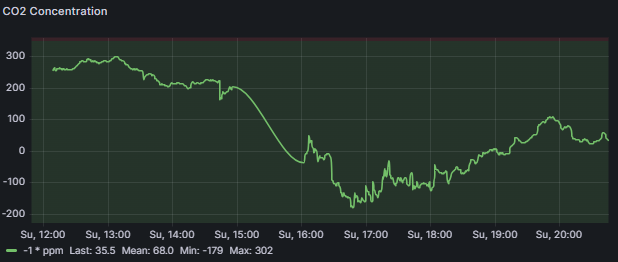 CO2 Concentration
300
200
100
0
-100
-200
Su, 12:00 Su, 13:00 Su, 14:00 Su, 15:00 Su, 16:00 Su, 17:00 Su, 18:00 Su, 19:00 Su, 20:00
-1 * ppm Last: 35.5 Mean: 68.0 Min: -179 Max: 302